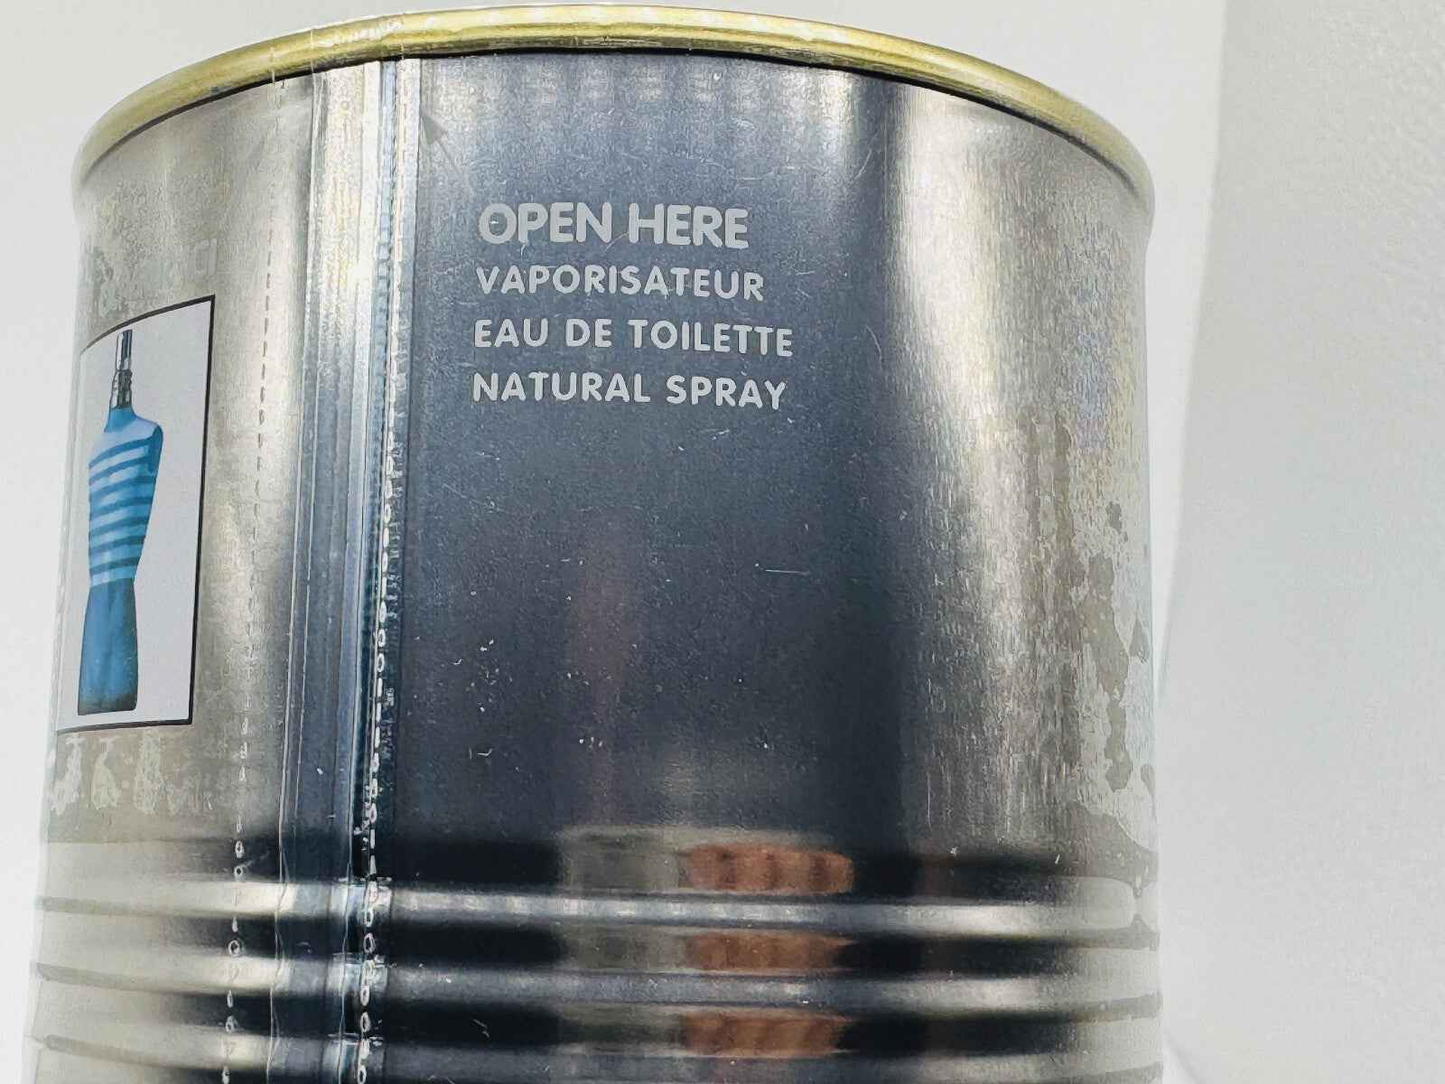 OPEN HERE
VAPORISATEUR
EAU DE TOILETTE
NATURAL SPRAY